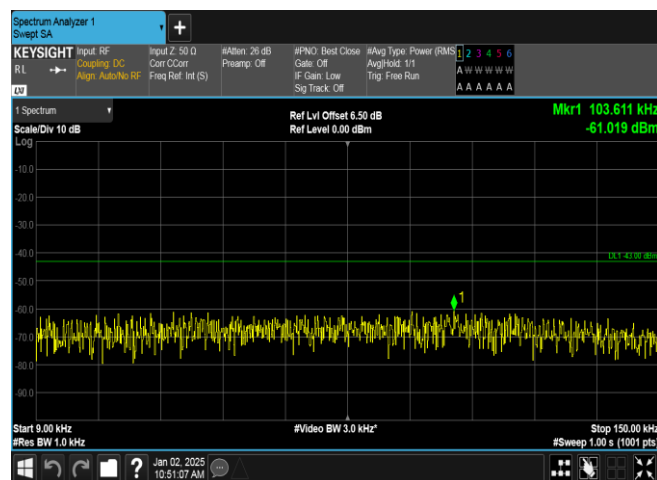 Spectrum Analyzer 1
Swept SA
+
KEYSIGHT
RL
LXI
Input: RF
Coupling: DC
Align: Auto/No RF
Input Z: 50 Ω
Corr CCorr
Freq Ref: Int (S)
#Atten: 26 dB
Preamp: Off
#PNO: Best Close
Gate: Off
IF Gain: Low
Sig Track: Off
#Avg Type: Power (RMS
Avg|Hold: 1/1
Trig: Free Run
1 2 3 4 5 6
A W W W W W
A A A A A A
1 Spectrum
Scale/Div 10 dB
Log
Ref Lvl Offset 6.50 dB
Ref Level 0.00 dBm
Mkr1 103.611 kHz
-61.019 dBm
-10.0
-20.0
-30.0
-40.0
DL1 -43.00 dBm
-50.0
1
-60.0
-70.0
-80.0
-90.0
Start 9.00 kHz
#Res BW 1.0 kHz
#Video BW 3.0 kHz*
Stop 150.00 kHz
#Sweep 1.00 s (1001 pts)
?
Jan 02, 2025
10:51:07 AM